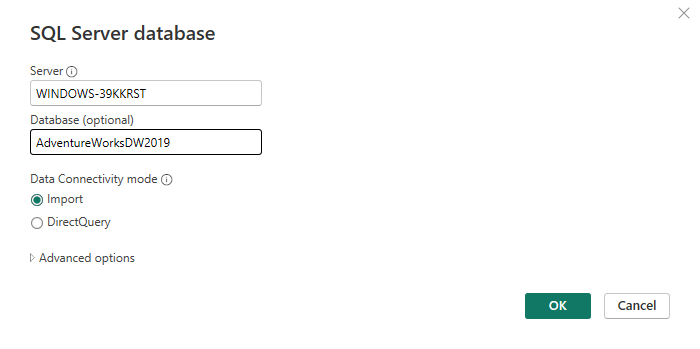 SQL Server database
Server
WINDOWS-39KKRST
Database (optional)
AdventureWorksDW2019
Data Connectivity mode
Import
DirectQuery
Advanced options
OK Cancel